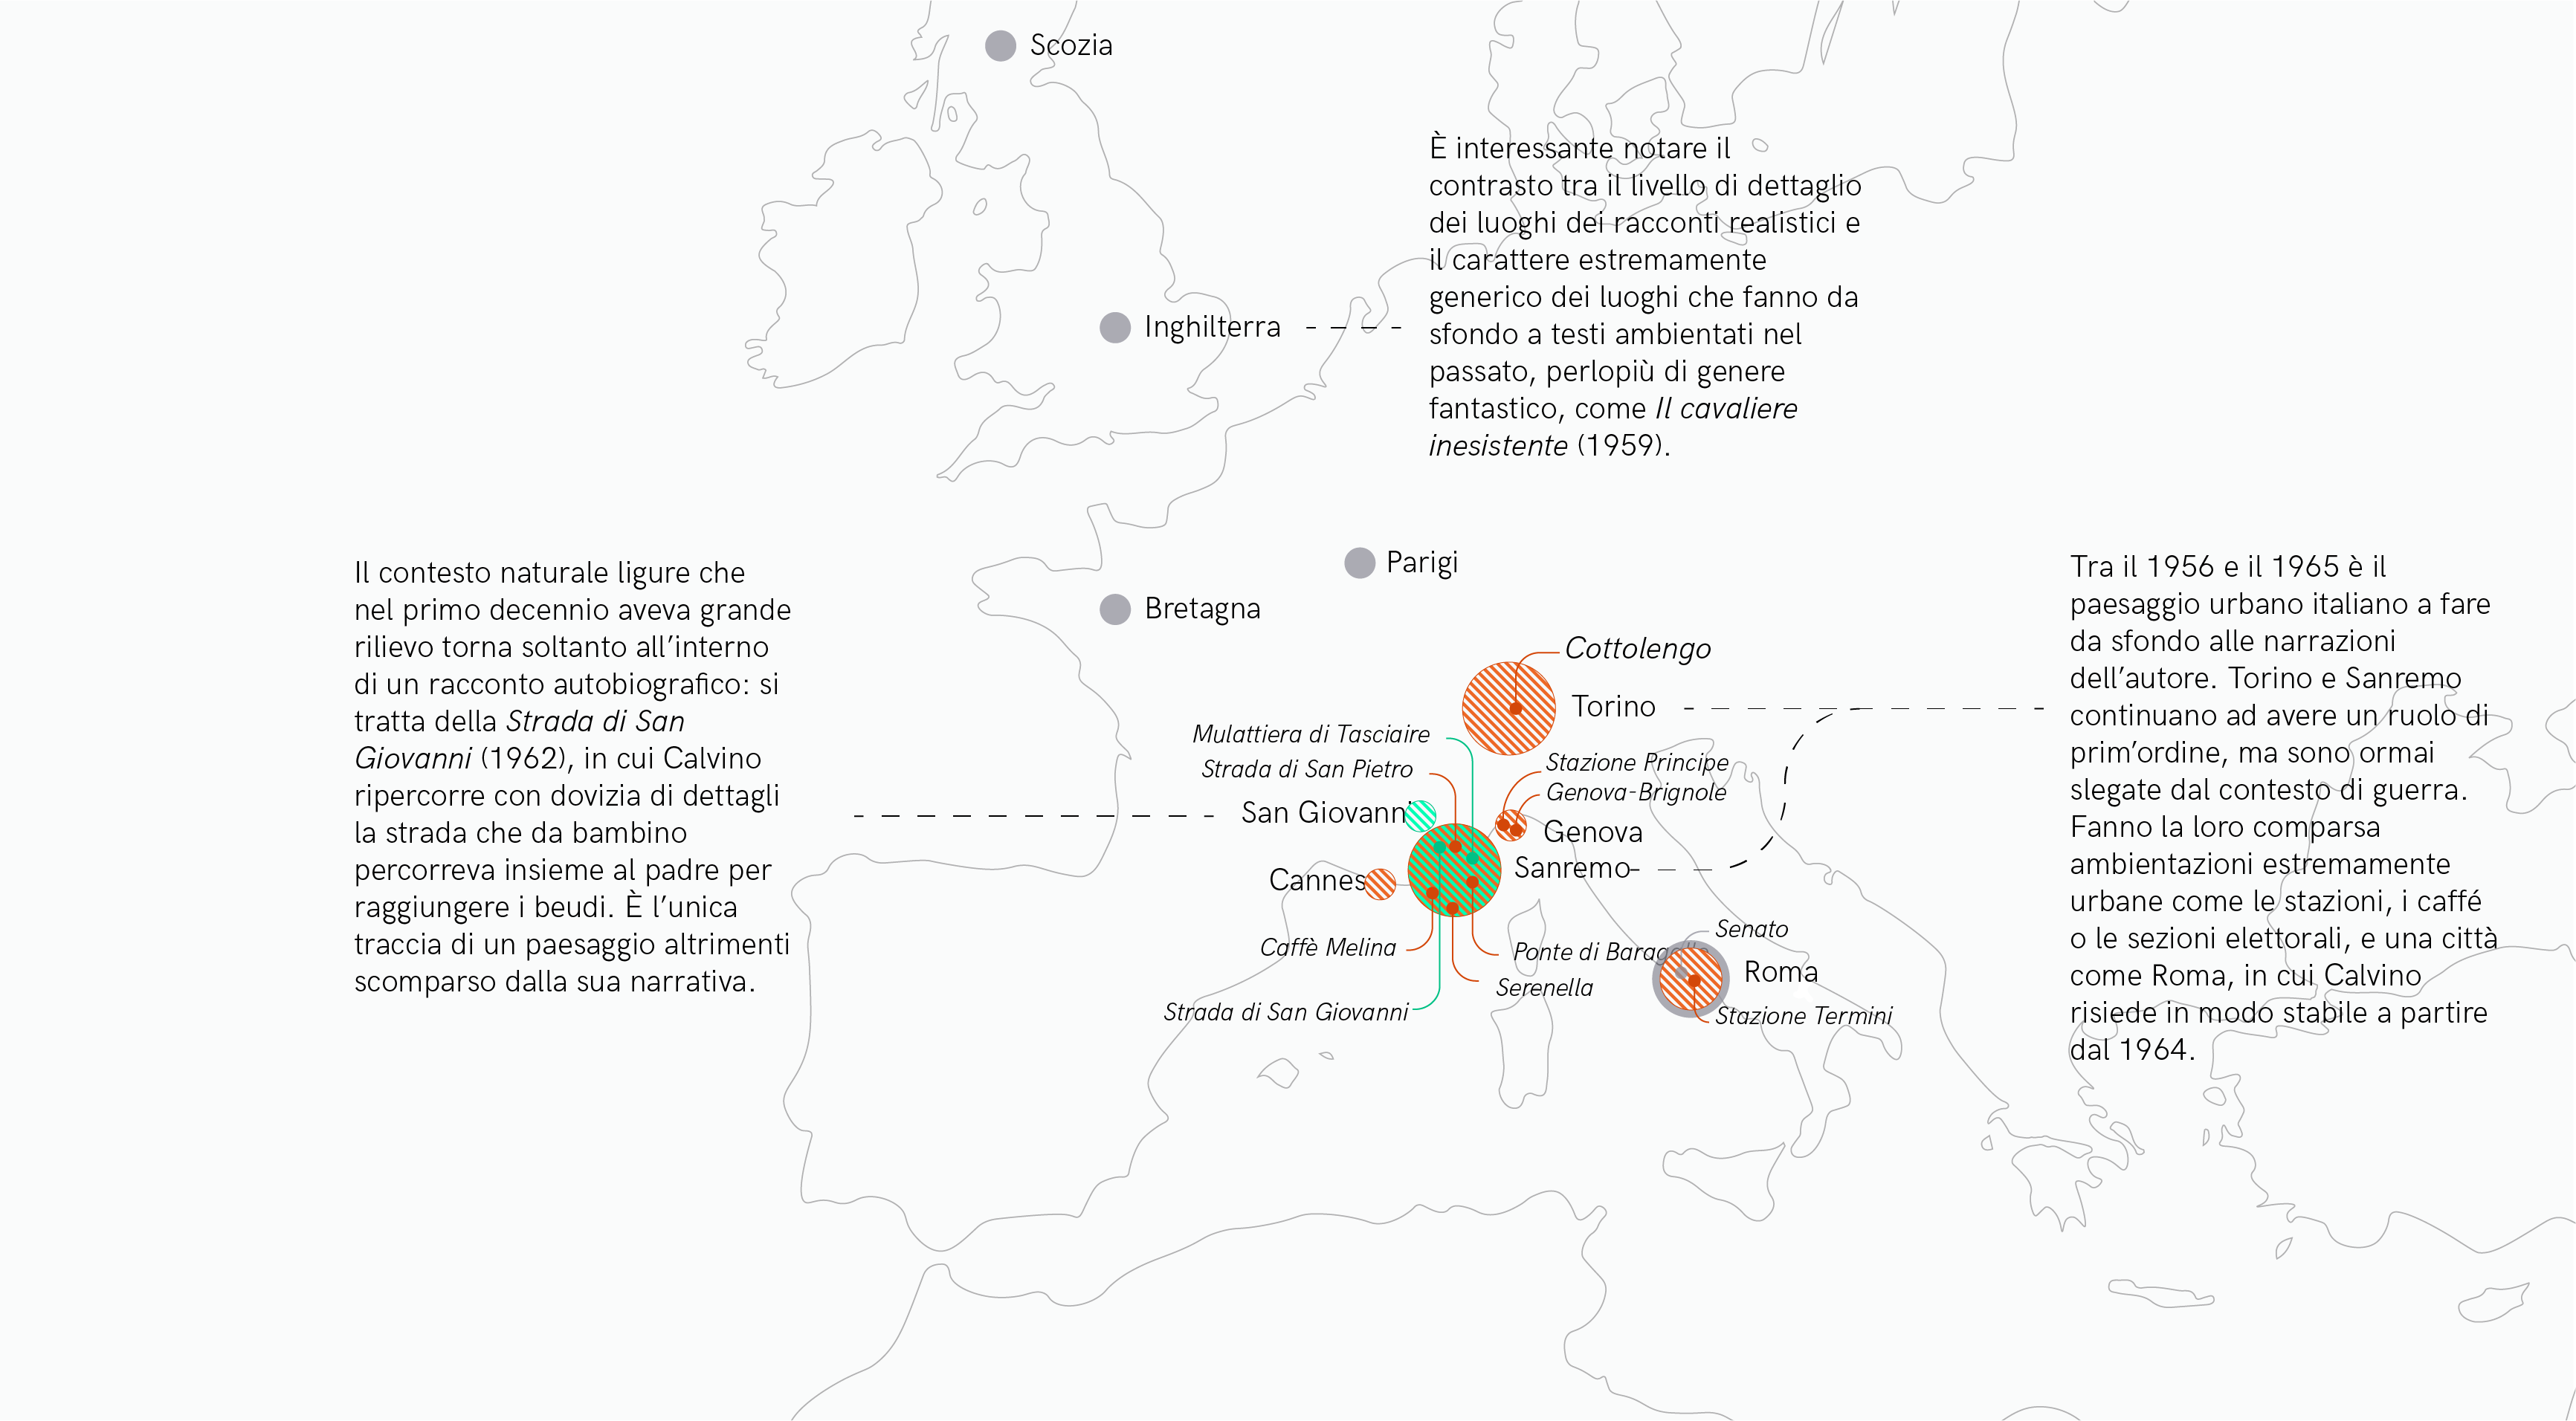 Scozia
È interessante notare il
contrasto tra il livello di dettaglio
dei luoghi dei racconti realistici e
il carattere estremamente
generico dei luoghi che fanno da
sfondo a testi ambientati nel
passato, perlopiù di genere
fantastico, come Il cavaliere
inesistente (1959).
Inghilterra
Parigi
Bretagna
Il contesto naturale ligure che
nel primo decennio aveva grande
rilievo torna soltanto all’interno
di un racconto autobiografico: si
tratta della Strada di San
Giovanni (1962), in cui Calvino
ripercorre con dovizia di dettagli
la strada che da bambino
percorreva insieme al padre per
raggiungere i beudi. È l’unica
traccia di un paesaggio altrimenti
scomparso dalla sua narrativa.
Cottolengo
Torino
Mulattiera di Tasciaire
Strada di San Pietro
Stazione Principe
Genova-Brignole
San Giovanni
Genova
Sanremo
Cannes
Caffè Melina
Ponte di
Serenella
Strada di San Giovanni
Senato
Roma
Stazione Termini
Tra il 1956 e il 1965 è il
paesaggio urbano italiano a fare
da sfondo alle narrazioni
dell’autore. Torino e Sanremo
continuano ad avere un ruolo di
prim’ordine, ma sono ormai
slegate dal contesto di guerra.
Fanno la loro comparsa
ambientazioni estremamente
urbane come le stazioni, i caffé
o le sezioni elettorali, e una città
come Roma, in cui Calvino
risiede in modo stabile a partire
dal 1964.